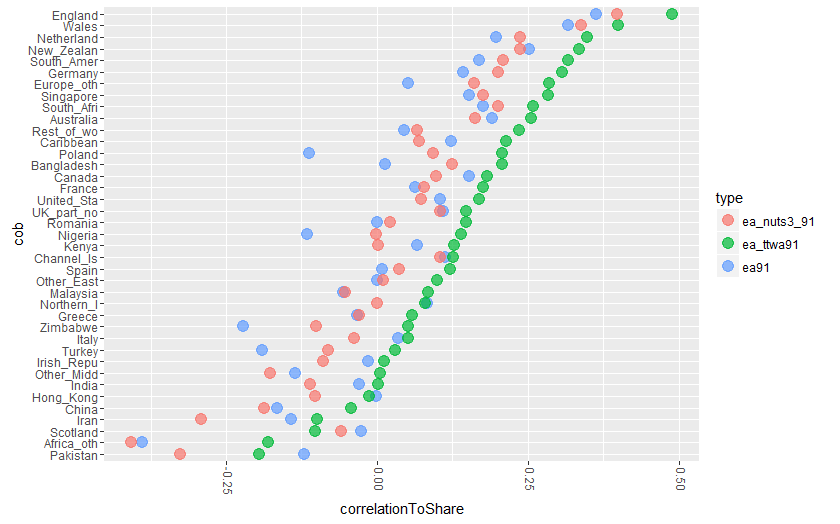 England
Wales
Netherland
New_Zealan
South_Amer
Germany
Europe_oth
Singapore
South_Afri
Australia
Rest_of_wo
Caribbean
Poland
Bangladesh
Canada
France
United_Sta
UK_part_no
Romania
Nigeria
Kenya
Channel_Is
Spain
Other_East
Malaysia
Northern_I
Greece
Zimbabwe
Italy
Turkey
Irish_Repu
Other_Midd
India
Hong_Kong
China
Iran
Scotland
Africa_oth
Pakistan
cob
-0.25
0.00
0.25
0.50
correlationToShare
type
ea_nuts3_91
ea_ttwa91
ea91